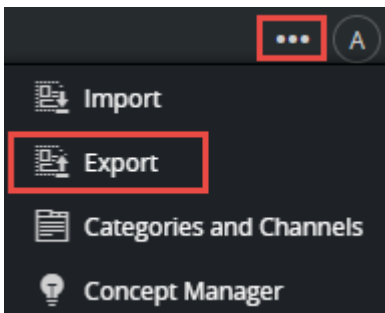 ••• A
Import
Export
Categories and Channels
Concept Manager